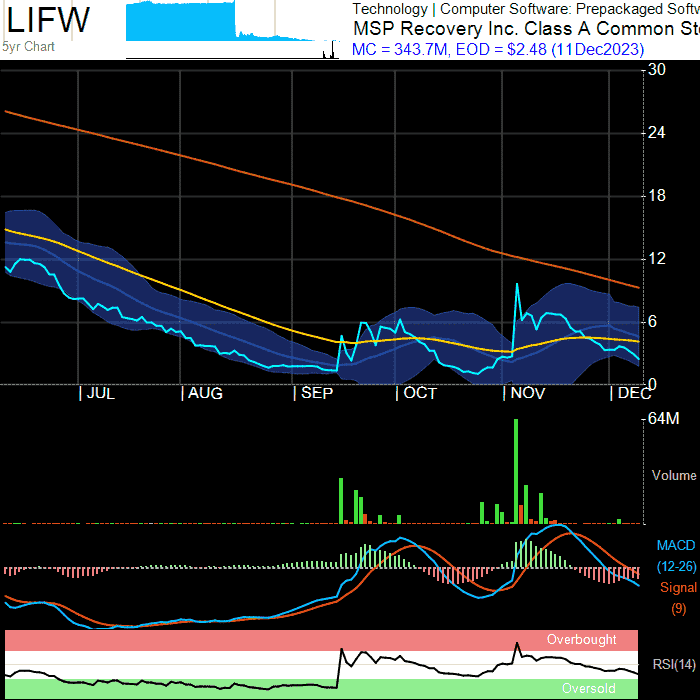 LIFW
5yr Chart
Technology | Computer Software: Prepackaged Softw
MSP Recovery Inc. Class A Common Sto
MC = 343.7M, EOD = $2.48 (11Dec2023)
30
24
18
12
6
0
JUL
AUG
SEP
OCT
NOV
DEC
64M
Volume
MACD
(12-26)
Signal
(9)
Overbought
RSI(14)
Oversold